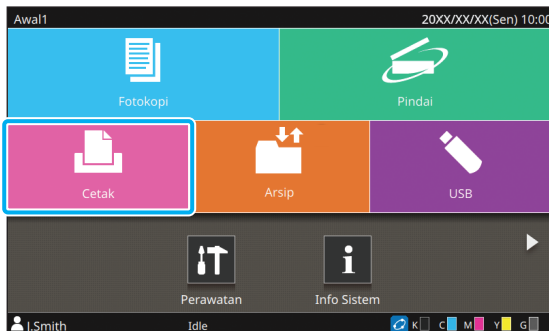 Awal1 20XX/XX/XX(Sen) 10:00
Fotokopi Pindai
Cetak Arsip USB
Perawatan Info Sistem
J.Smith Idle K C M Y G